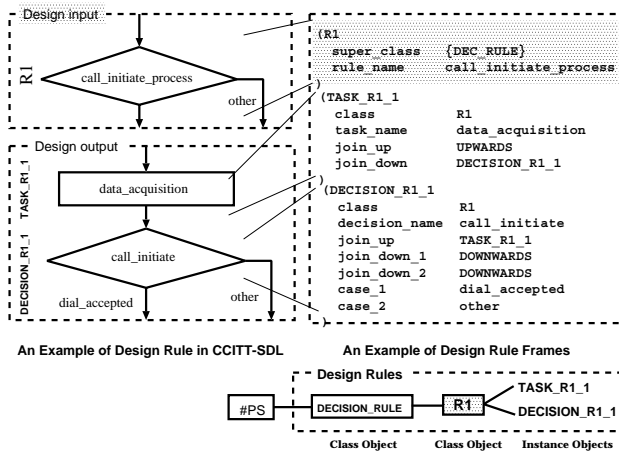 Design input
R1
call_initiate_process
other
Design output
TASK_R1_1
data_acquisition
DECISION_R1_1
call_initiate
dial_accepted
other
An Example of Design Rule in CCITT-SDL
(R1
super_class {DEC_RULE}
rule_name call_initiate_process
)
(TASK_R1_1
class R1
task_name data_acquisition
join_up UPWARDS
join_down DECISION_R1_1
)
(DECISION_R1_1
class R1
decision_name call_initiate
join_up TASK_R1_1
join_down_1 DOWNWARDS
join_down_2 DOWNWARDS
case_1 dial_accepted
case_2 other
)
An Example of Design Rule Frames
Design Rules
#PS
DECISION_RULE
R1
TASK_R1_1
DECISION_R1_1
Class Object
Class Object
Instance Objects